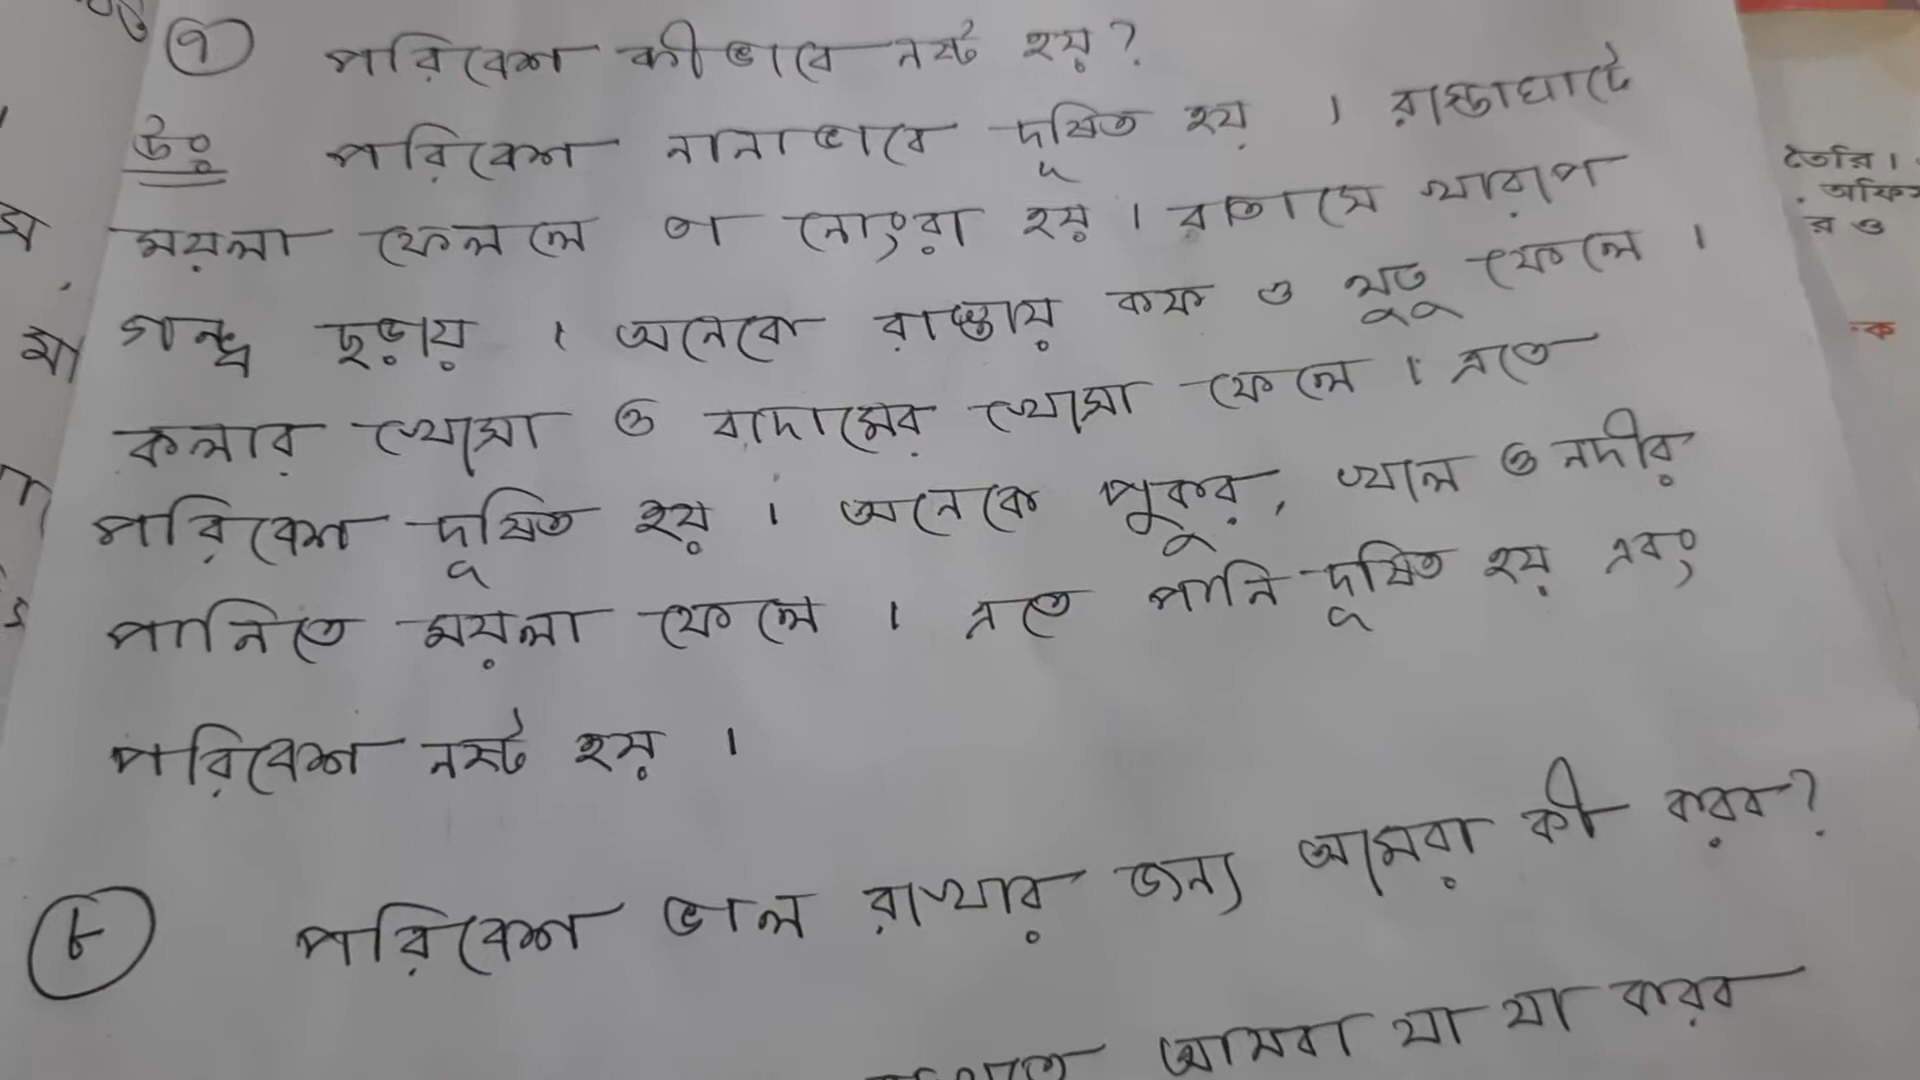 ৭ পরিবেশ কীভাবে নষ্ট হয়?
উঃ পরিবেশ নানাভাবে দূষিত হয়। রাস্তাঘাটে
ময়লা ফেললে তা নোংরা হয়। বাতাসে খারাপ
গন্ধ ছড়ায়। অনেকে রাস্তায় কফ ও থুতু ফেলে।
কলার খোসা ও বাদামের খোসা ফেলে। এতে
পরিবেশ দূষিত হয়। অনেকে পুকুর, খাল ও নদীর
পানিতে ময়লা ফেলে। এতে পানি দূষিত হয় এবং
পরিবেশ নষ্ট হয়।
৮ পরিবেশ ভাল রাখার জন্য আমরা কী করব?
আমরা যা যা করব
তৈরি।
র ও